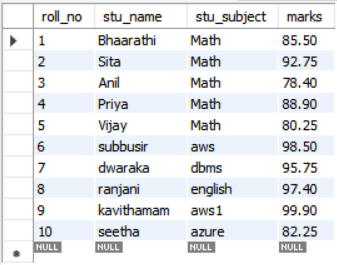 roll_no stu_name stu_subject marks
1 Bhaarathi Math 85.50
2 Sita Math 92.75
3 Anil Math 78.40
4 Priya Math 88.90
5 Vijay Math 80.25
6 subbusir aws 98.50
7 dwaraka dbms 95.75
8 ranjani english 97.40
9 kavithamam aws1 99.90
10 seetha azure 82.25
NULL NULL NULL NULL